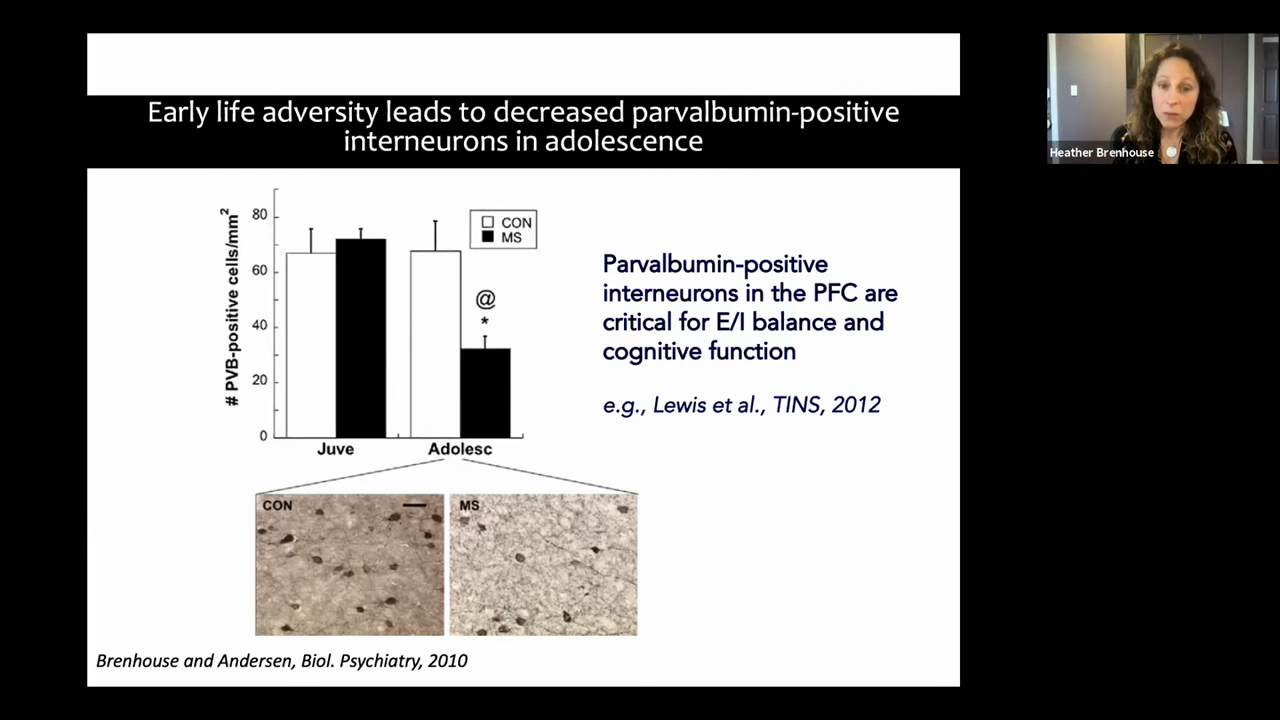 Early life adversity leads to decreased parvalbumin-positive
interneurons in adolescence
# PVB-positive cells/mm²
80
60
40
20
0
CON
MS
@
*
Juve
Adolesc
Parvalbumin-positive
interneurons in the PFC are
critical for E/I balance and
cognitive function
e.g., Lewis et al., TINS, 2012
CON
MS
Brenhouse and Andersen, Biol. Psychiatry, 2010
Heather Brenhouse